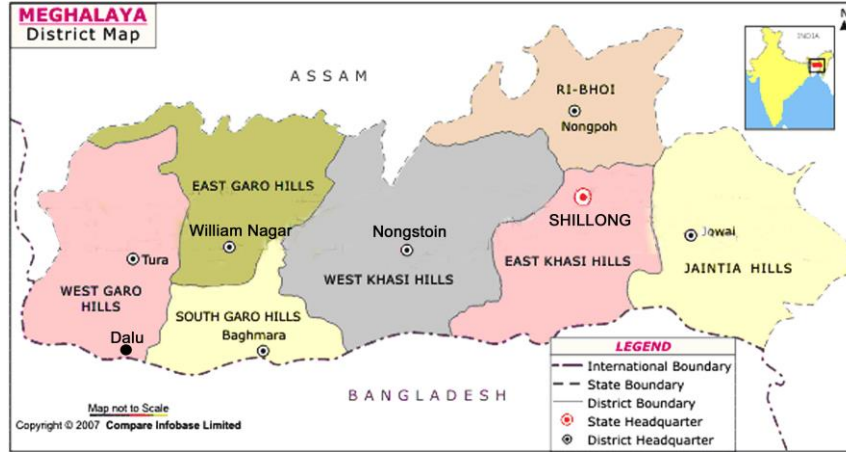 MEGHALAYA
District Map
N
INDIA
ASSAM
RI-BHOI
Nongpoh
EAST GARO HILLS
William Nagar
Nongstoin
SHILLONG
Jowai
Tura
WEST KHASI HILLS
EAST KHASI HILLS
JAINTIA HILLS
WEST GARO
HILLS
SOUTH GARO HILLS
Dalu
Baghmara
BANGLADESH
LEGEND
International Boundary
State Boundary
District Boundary
State Headquarter
District Headquarter
Map not to Scale
Copyright © 2007 Compare Infobase Limited